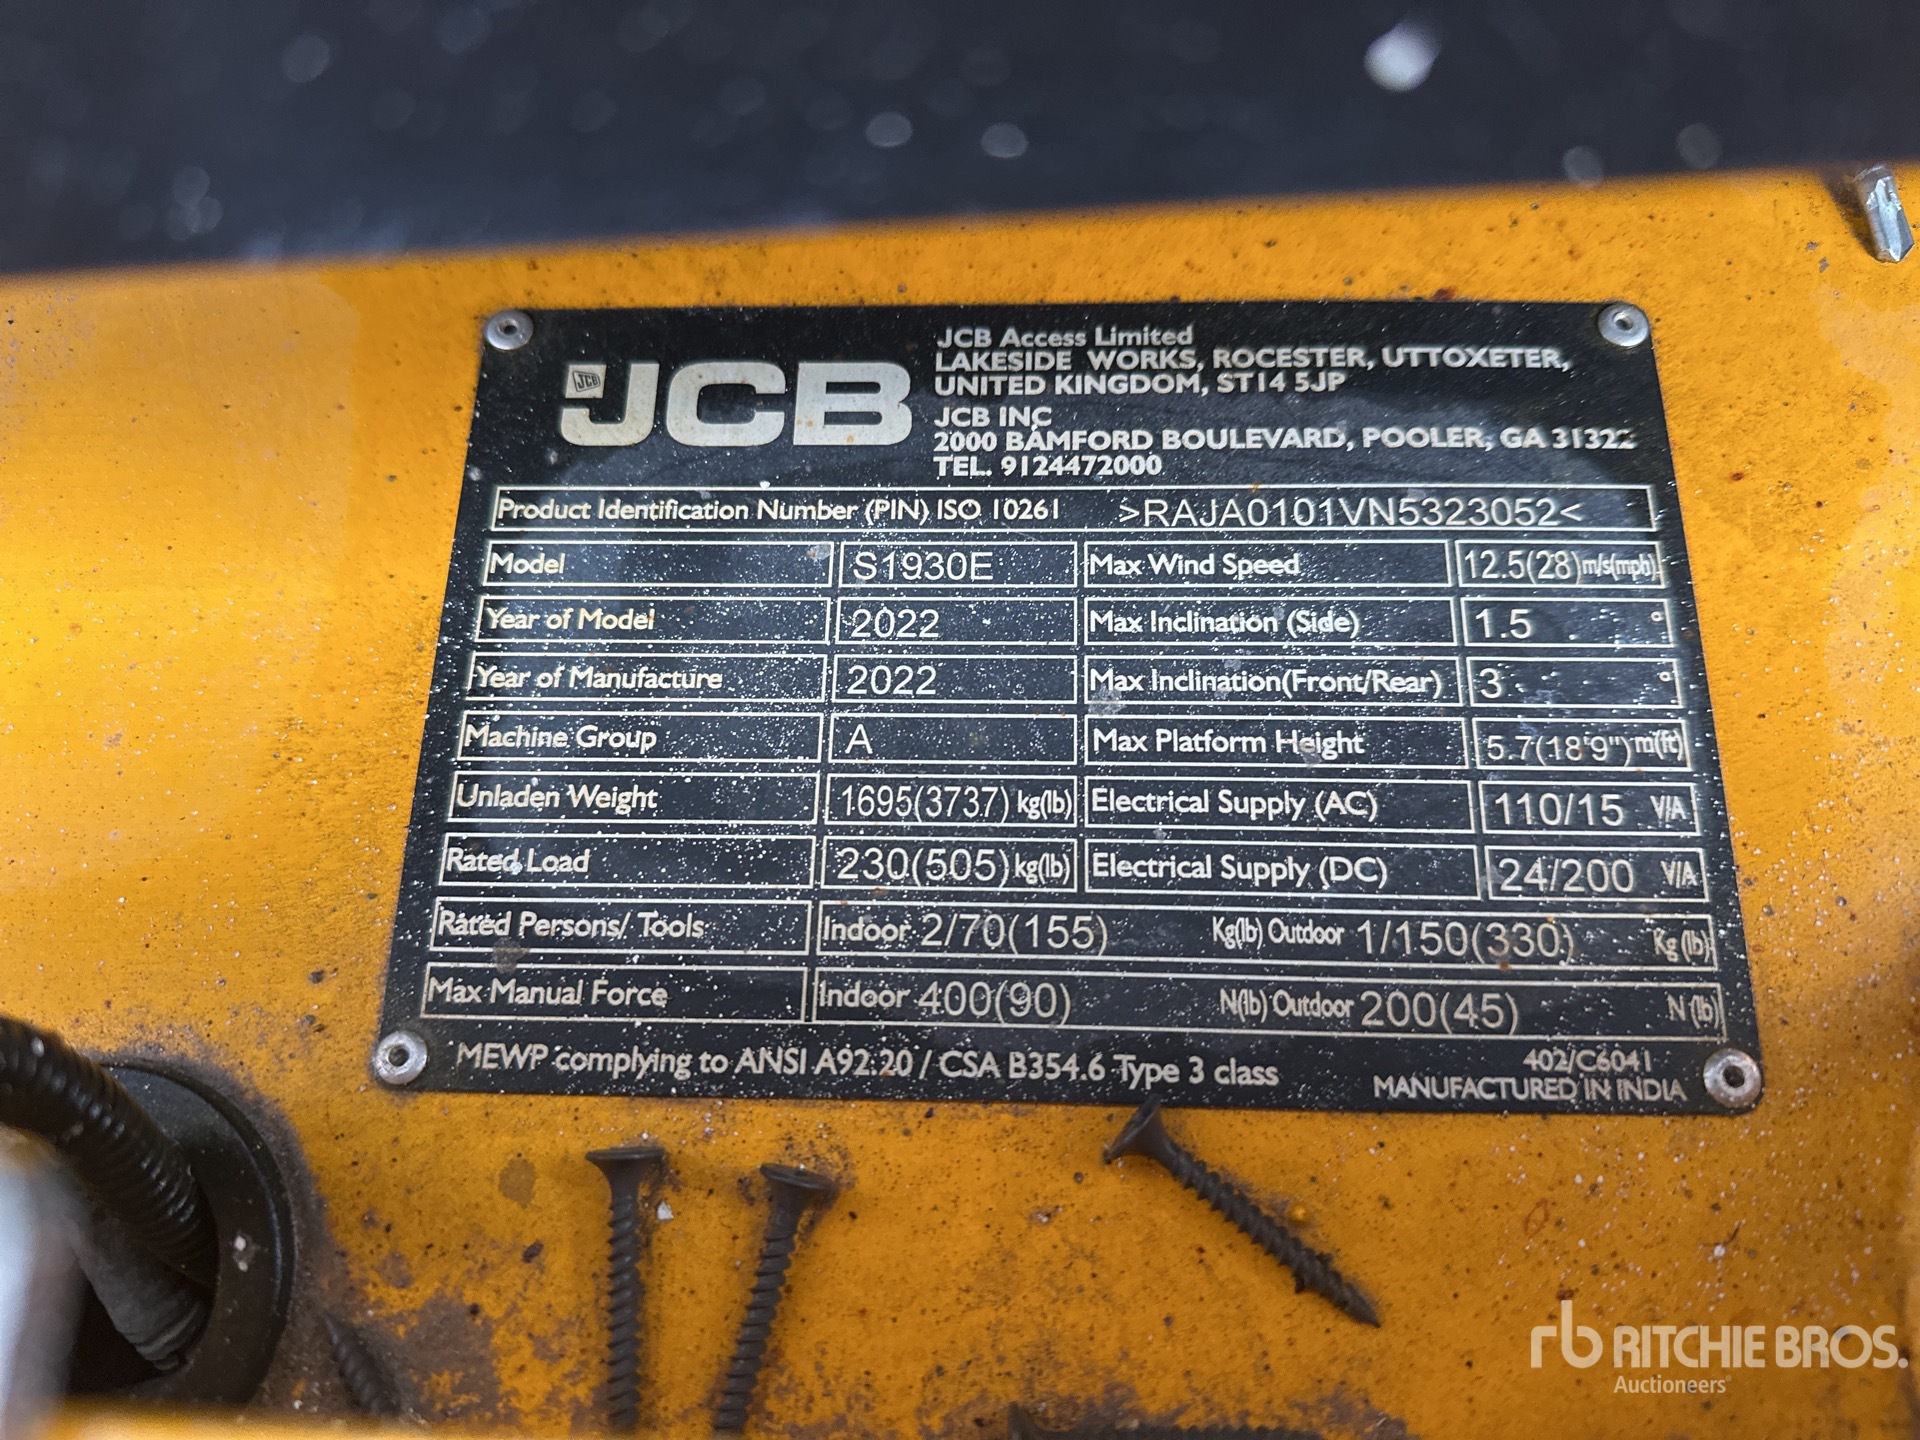 JCB
JCB
JCB Access Limited
LAKESIDE WORKS, ROCESTER, UTTOXETER,
UNITED KINGDOM, ST14 5JP
JCB INC
2000 BAMFORD BOULEVARD, POOLER, GA 31322
TEL. 9124472000
Product Identification Number (PIN) ISO 10261 >RAJA0101VN5323052<
Model S1930E Max Wind Speed 12.5(28) m/s(mph)
Year of Model 2022 Max Inclination (Side) 1.5 °
Year of Manufacture 2022 Max Inclination(Front/Rear) 3 °
Machine Group A Max Platform Height 5.7(18'9") m(ft)
Unladen Weight 1695(3737) kg(lb) Electrical Supply (AC) 110/15 V/A
Rated Load 230(505) kg(lb) Electrical Supply (DC) 24/200 V/A
Rated Persons/ Tools Indoor 2/70(155) Kg(lb) Outdoor 1/150(330) Kg (lb)
Max Manual Force Indoor 400(90) N(lb) Outdoor 200(45) N (lb)
MEWP complying to ANSI A92.20 / CSA B354.6 Type 3 class
402/C6041
MANUFACTURED IN INDIA
rb RITCHIE BROS.
Auctioneers